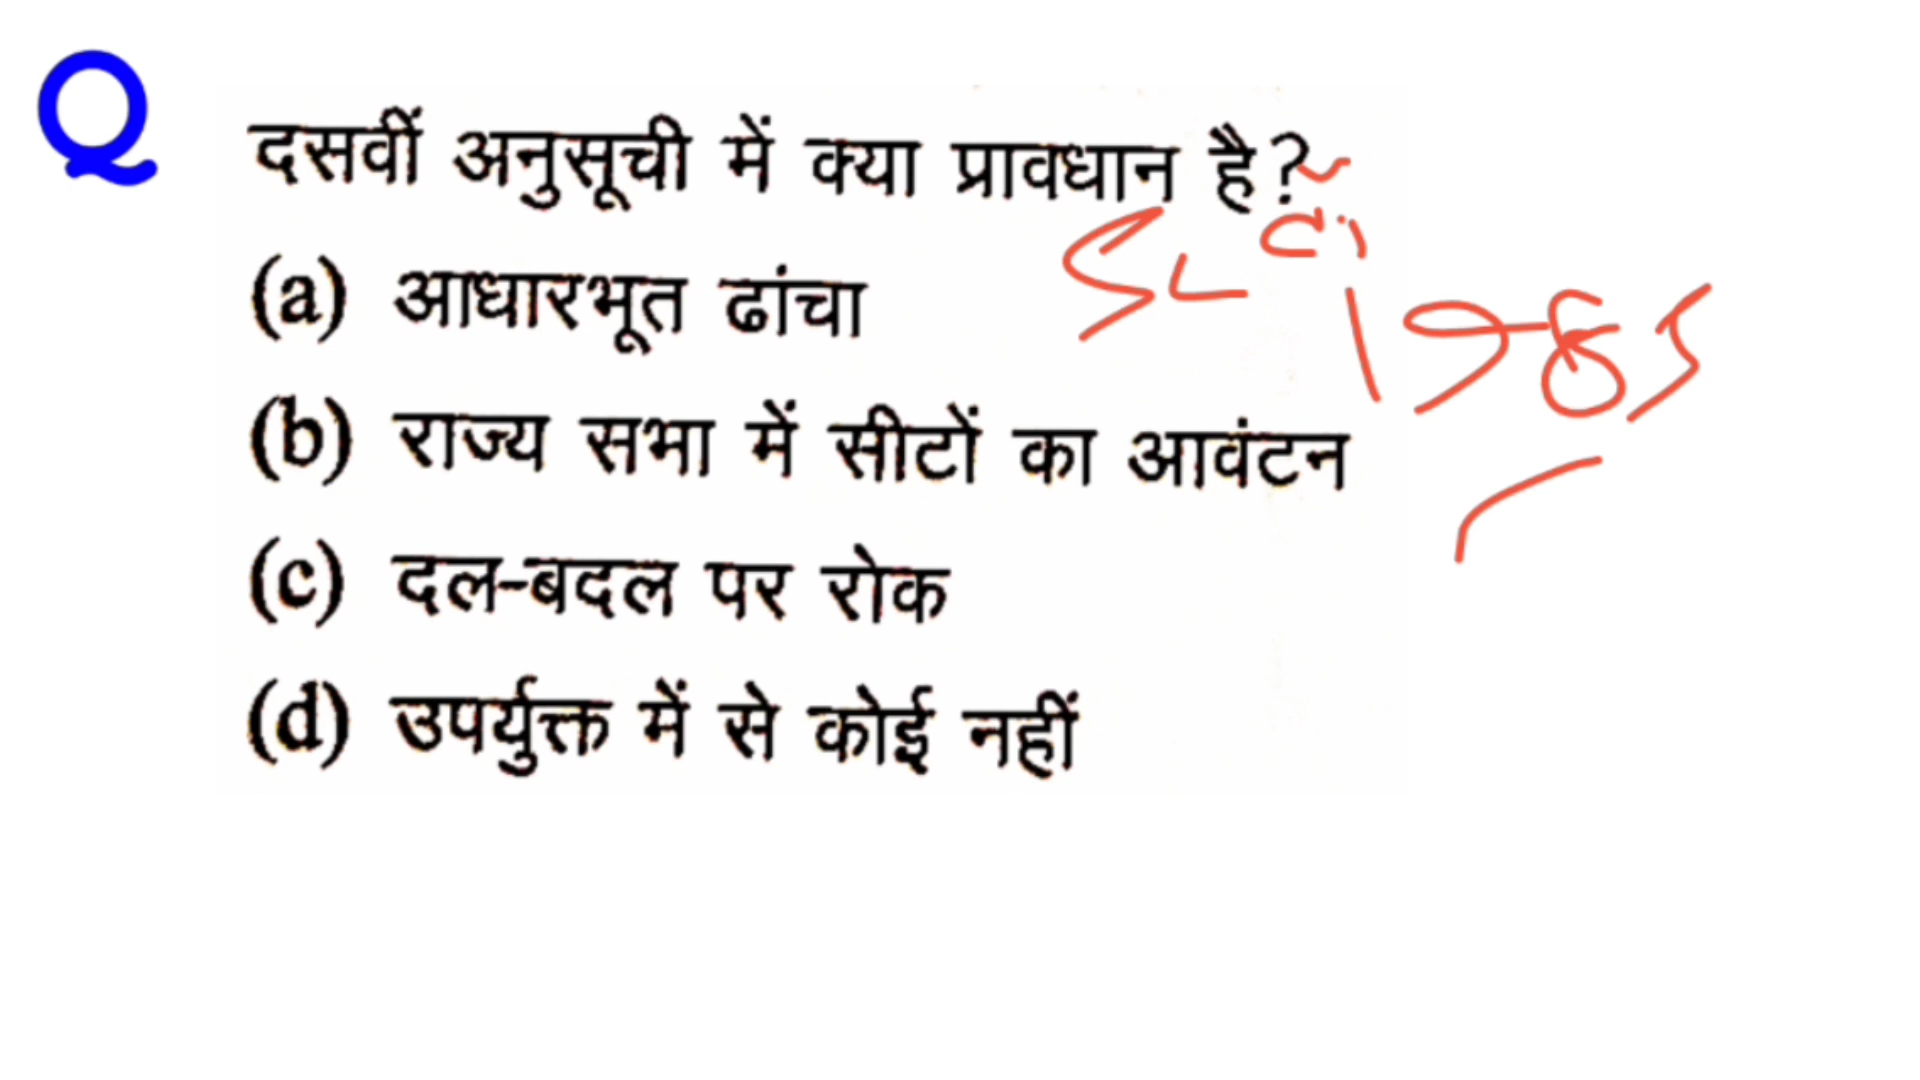 Q
दसवीं अनुसूची में क्या प्रावधान है?
52 वां
1985
(a) आधारभूत ढांचा
(b) राज्य सभा में सीटों का आवंटन
(c) दल-बदल पर रोक
(d) उपर्युक्त में से कोई नहीं